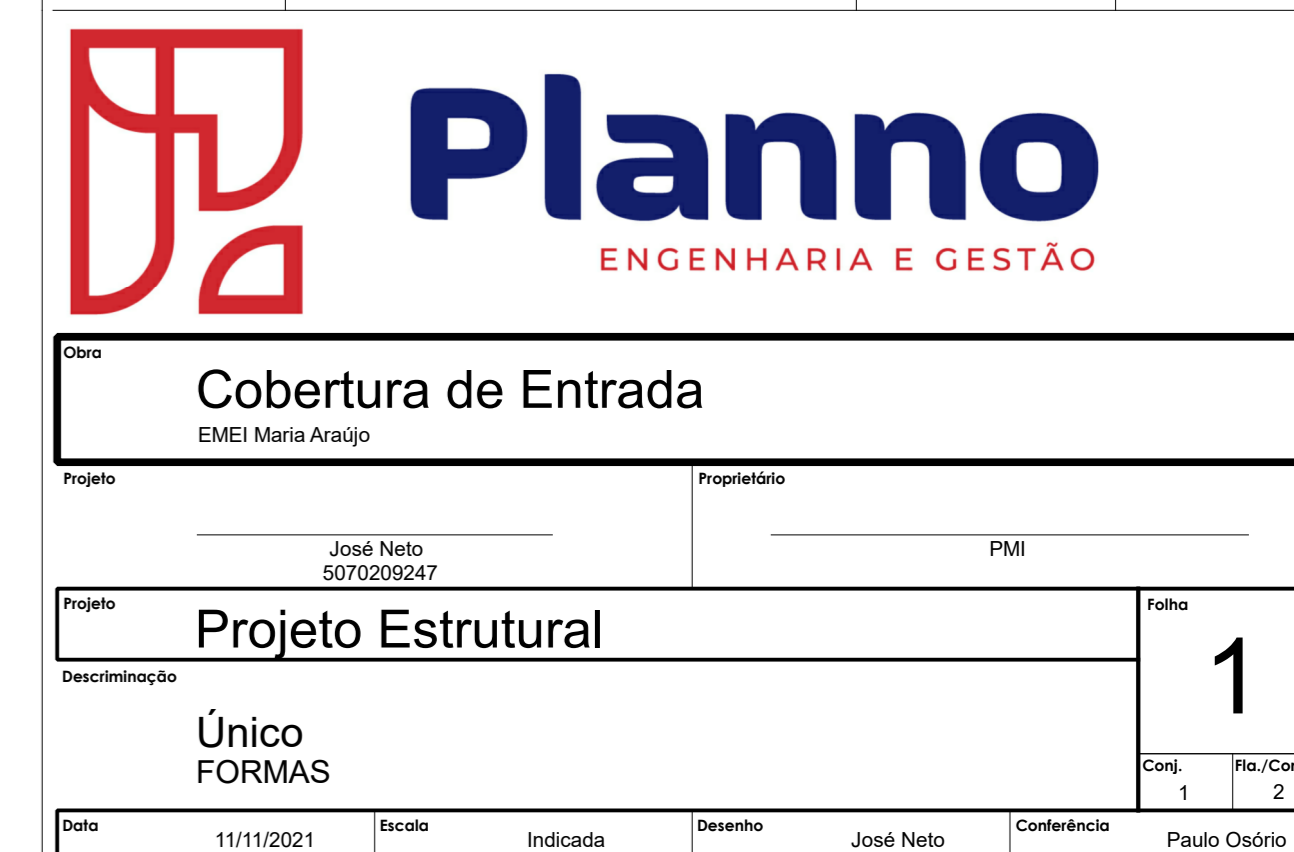 Planno
ENGENHARIA E GESTÃO
Obra
Cobertura de Entrada
EMEI Maria Araújo
Projeto
Proprietário
José Neto
5070209247
PMI
Projeto
Projeto Estrutural
Folha
1
Descriminação
Único
FORMAS
Conj.
1
Fla./Con
2
Data
11/11/2021
Escala
Indicada
Desenho
José Neto
Conferência
Paulo Osório